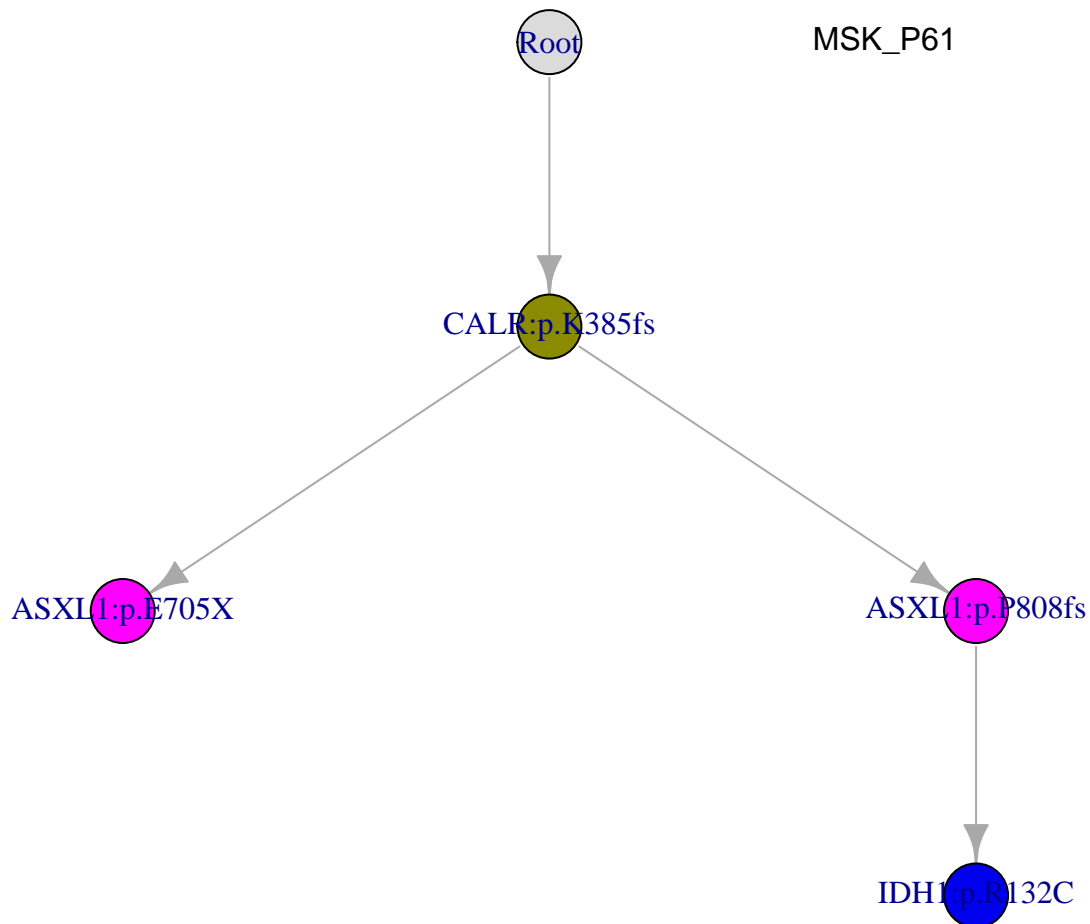 Root
MSK_P61
CALR:p.K385fs
ASXL1:p.E705X
ASXL1:p.P808fs
IDH1:p.R132C